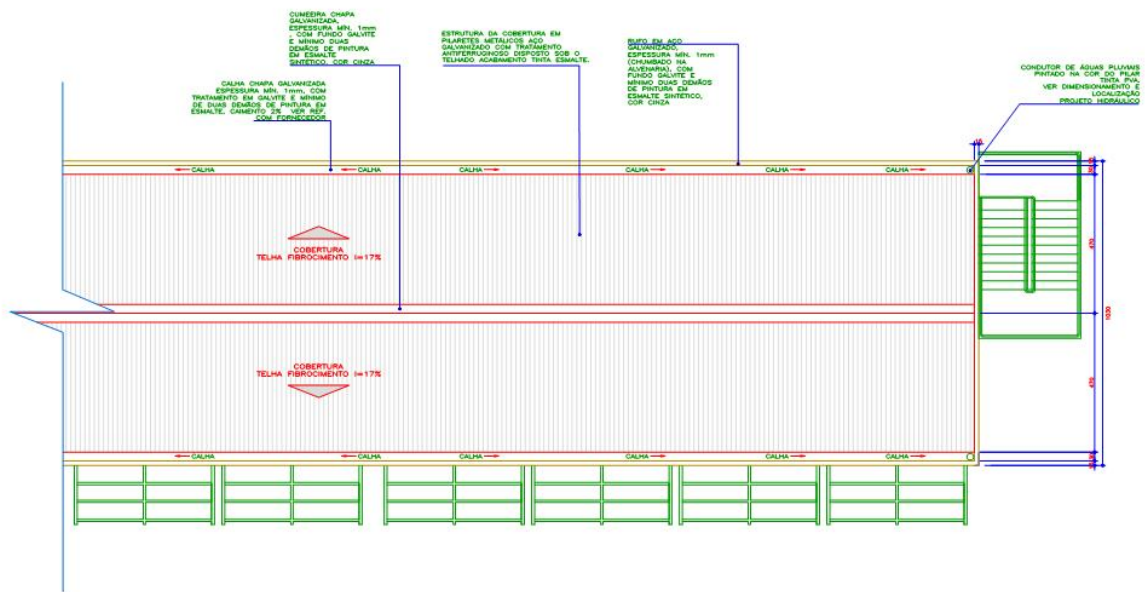 CUMEEIRA CHAPA
GALVANIZADA,
ESPESSURA MÍN. 1mm
, COM FUNDO GALVITE
E MÍNIMO DUAS
DEMÃOS DE PINTURA
EM ESMALTE
SINTÉTICO, COR CINZA
CALHA CHAPA GALVANIZADA
ESPESSURA MÍN. 1mm, COM
TRATAMENTO EM GALVITE E MÍNIMO
DE DUAS DEMÃOS DE PINTURA EM
ESMALTE, CAIMENTO 2% VER REF.
COM FORNECEDOR
ESTRUTURA DA COBERTURA EM
PILARETES METÁLICOS AÇO
GALVANIZADO COM TRATAMENTO
ANTIFERRUGINOSO DISPOSTO SOB O
TELHADO ACABAMENTO TINTA ESMALTE.
RUFO EM AÇO
GALVANIZADO,
ESPESSURA MÍN. 1mm
(CHUMBADO NA
ALVENARIA), COM
FUNDO GALVITE E
MÍNIMO DUAS DEMÃOS
DE PINTURA EM
ESMALTE SINTÉTICO,
COR CINZA
CONDUTOR DE ÁGUAS PLUVIAIS
PINTADO NA COR DO PILAR
TINTA PVA.
VER DIMENSIONAMENTO E
LOCALIZAÇÃO
PROJETO HIDRÁULICO
15
CALHA CALHA CALHA CALHA CALHA CALHA
COBERTURA
TELHA FIBROCIMENTO i=17%
470
1030
COBERTURA
TELHA FIBROCIMENTO i=17%
470
CALHA CALHA CALHA CALHA CALHA CALHA